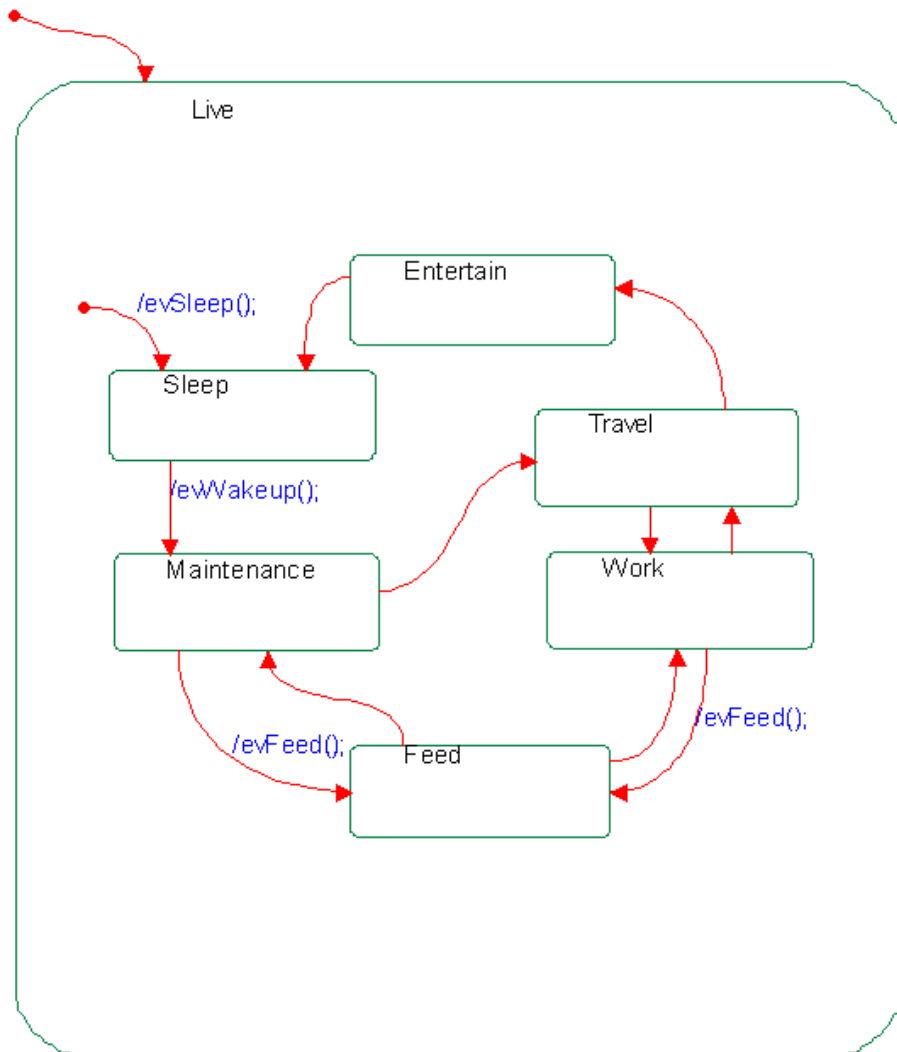 Live
Entertain
/evSleep();
Sleep
Travel
/evWakeup();
Maintenance
Work
/evFeed();
/evFeed();
Feed